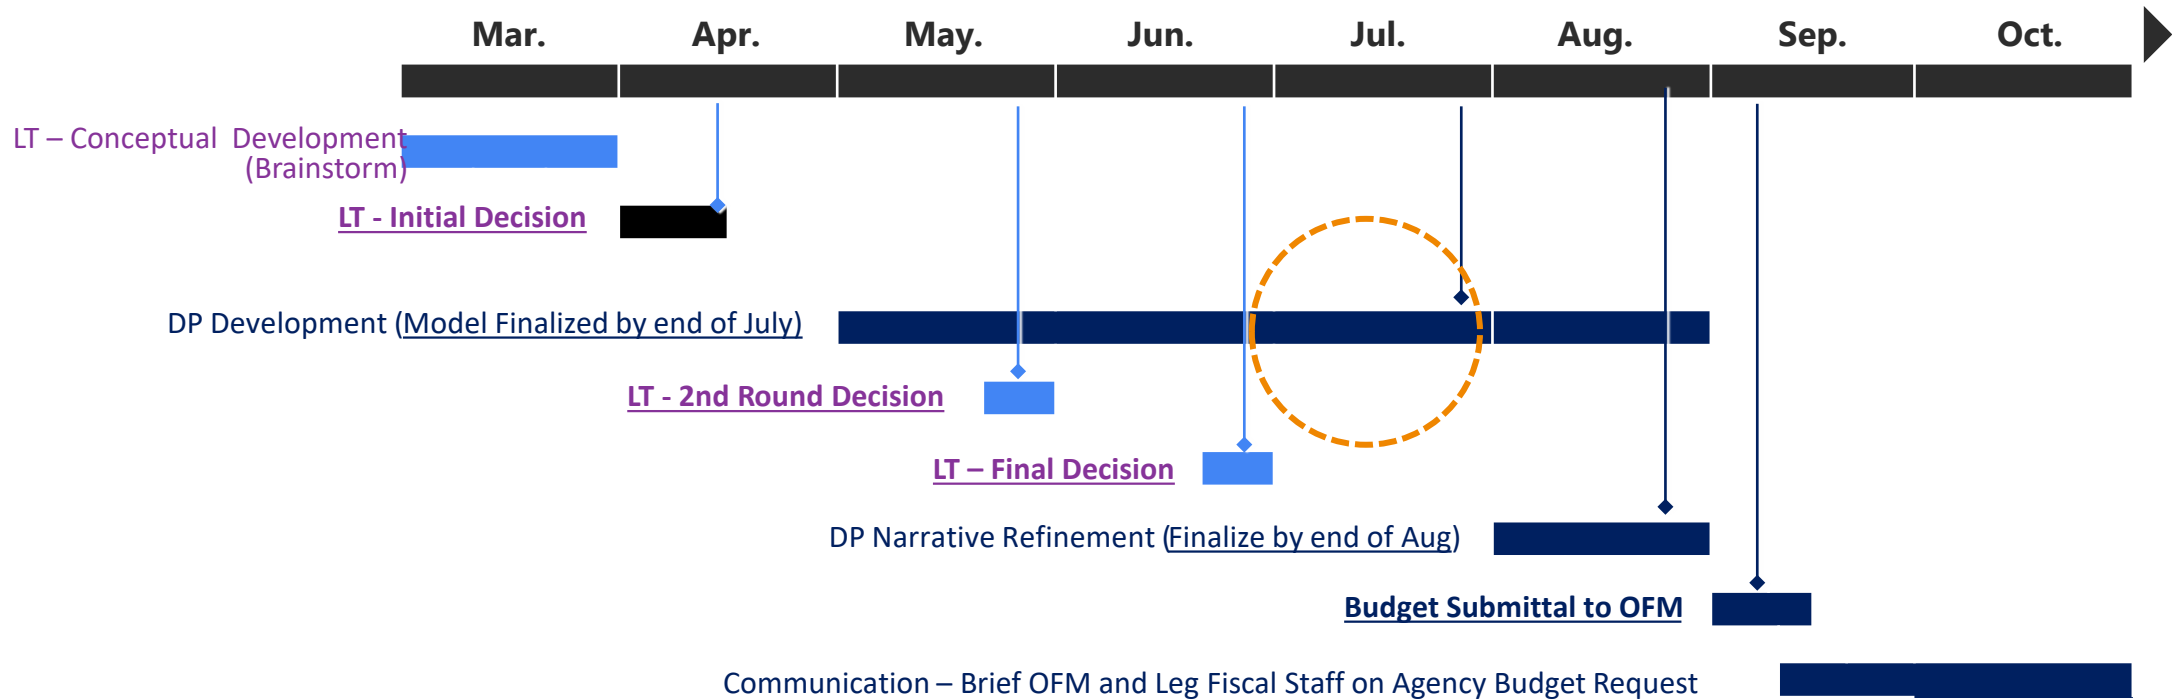 Mar. Apr. May. Jun. Jul. Aug. Sep. Oct.
LT – Conceptual Development
(Brainstorm)
LT - Initial Decision
DP Development (Model Finalized by end of July)
LT - 2nd Round Decision
LT – Final Decision
DP Narrative Refinement (Finalize by end of Aug)
Budget Submittal to OFM
Communication – Brief OFM and Leg Fiscal Staff on Agency Budget Request